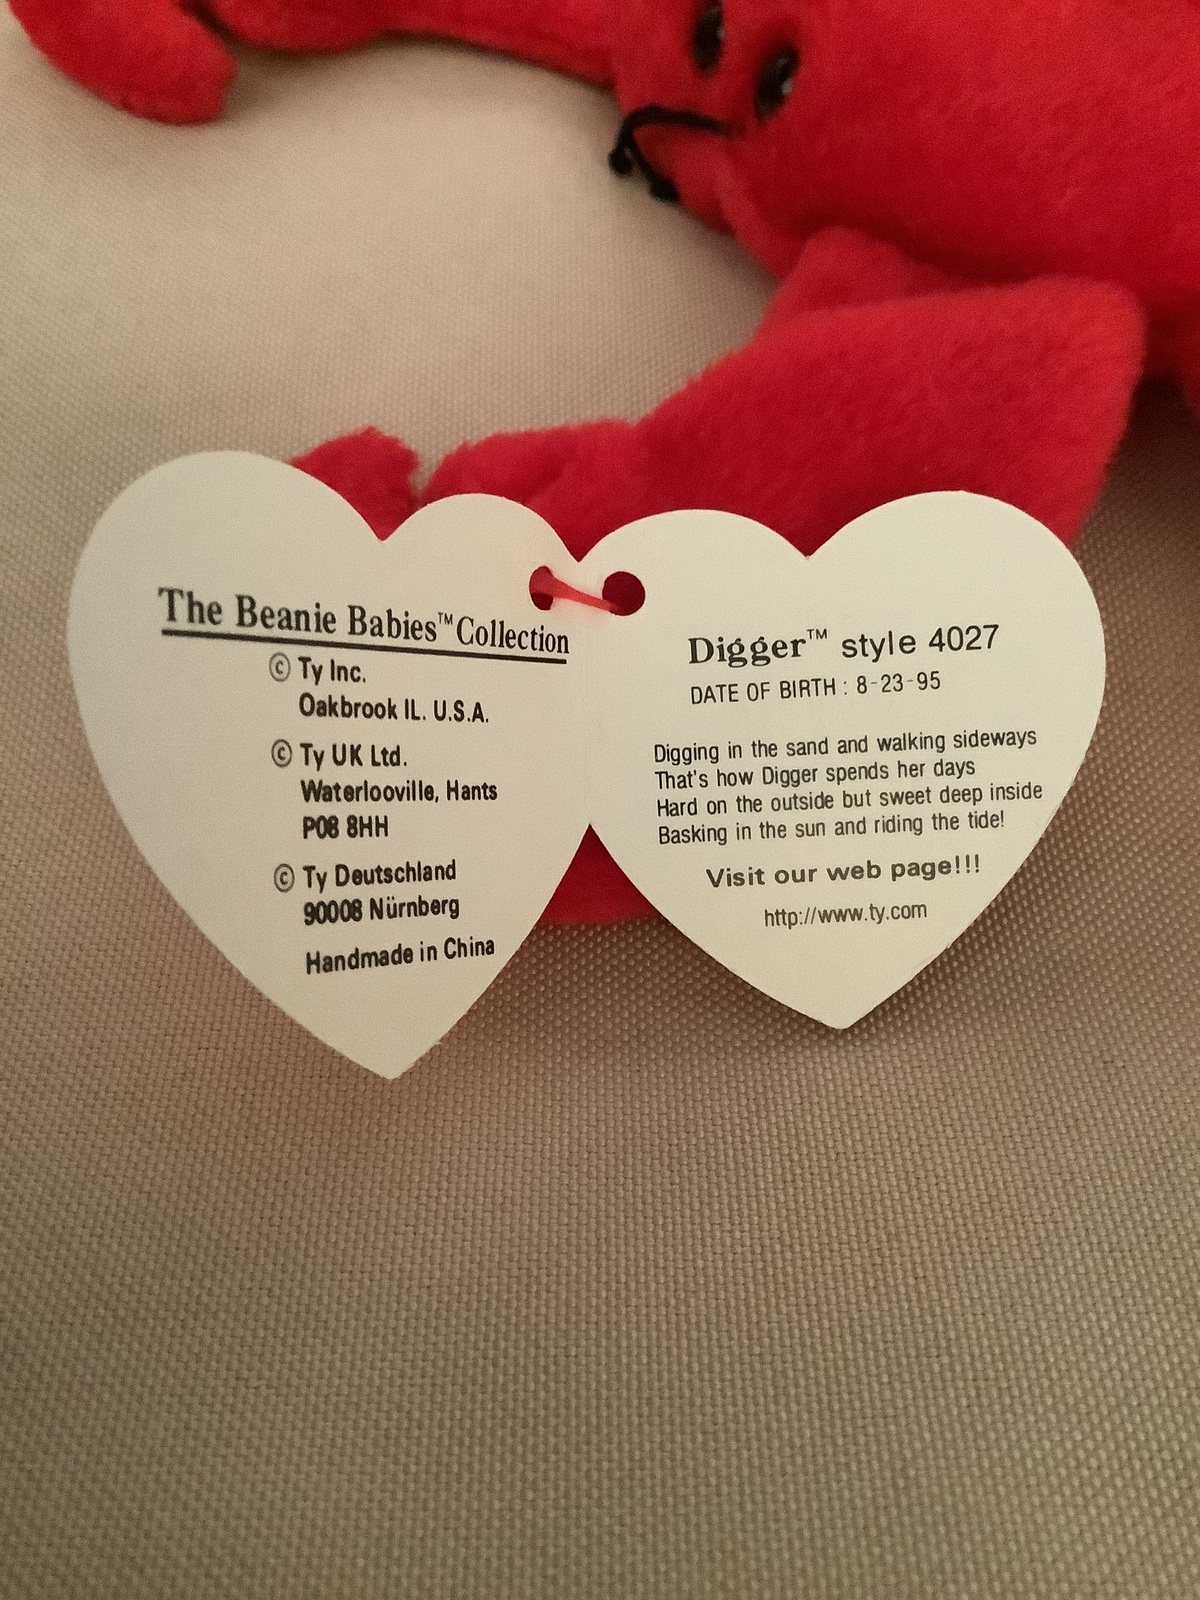 The Beanie Babies™ Collection
© Ty Inc.
Oakbrook IL. U.S.A.
© Ty UK Ltd.
Waterlooville, Hants
P08 8HH
© Ty Deutschland
90008 Nürnberg
Handmade in China
Digger™ style 4027
DATE OF BIRTH : 8-23-95
Digging in the sand and walking sideways
That's how Digger spends her days
Hard on the outside but sweet deep inside
Basking in the sun and riding the tide!
Visit our web page!!!
http://www.ty.com